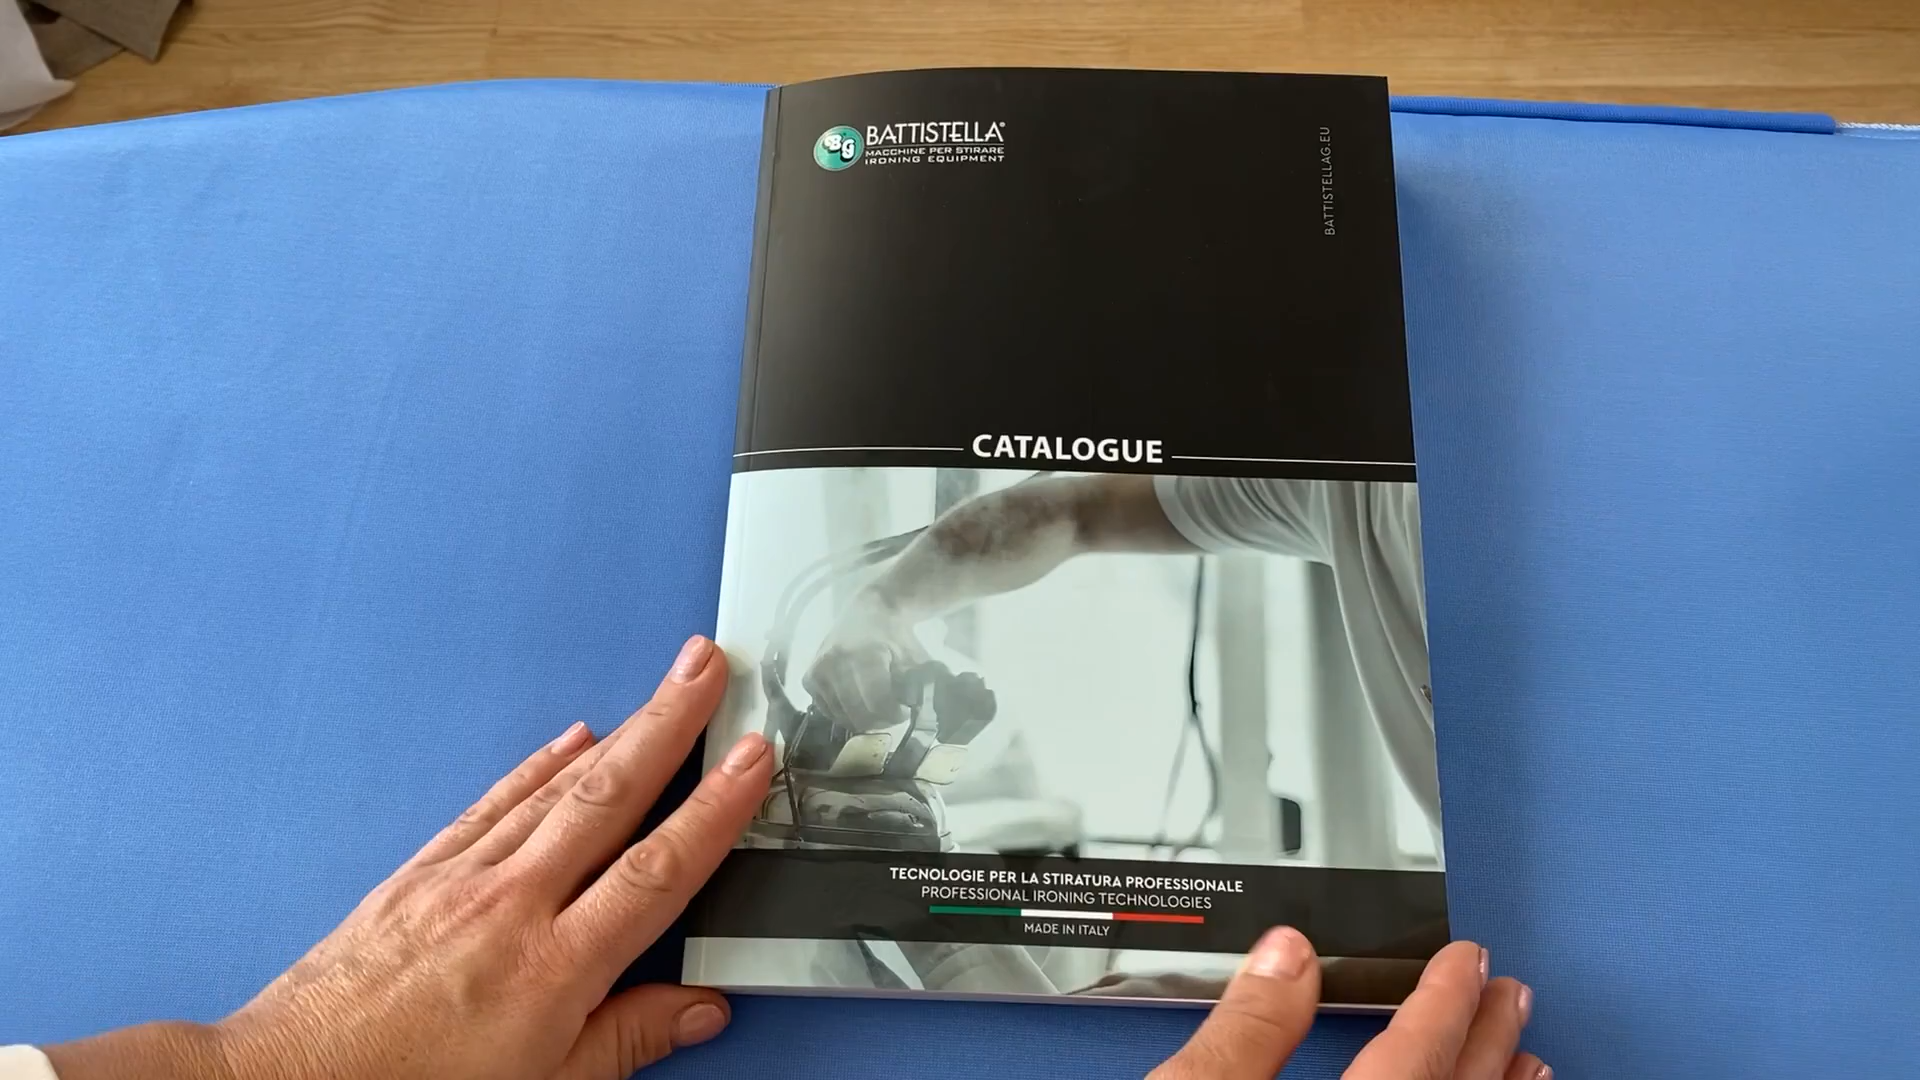 BG
BATTISTELLA®
MACCHINE PER STIRARE
IRONING EQUIPMENT
BATTISTELLAG.EU
CATALOGUE
TECNOLOGIE PER LA STIRATURA PROFESSIONALE
PROFESSIONAL IRONING TECHNOLOGIES
MADE IN ITALY